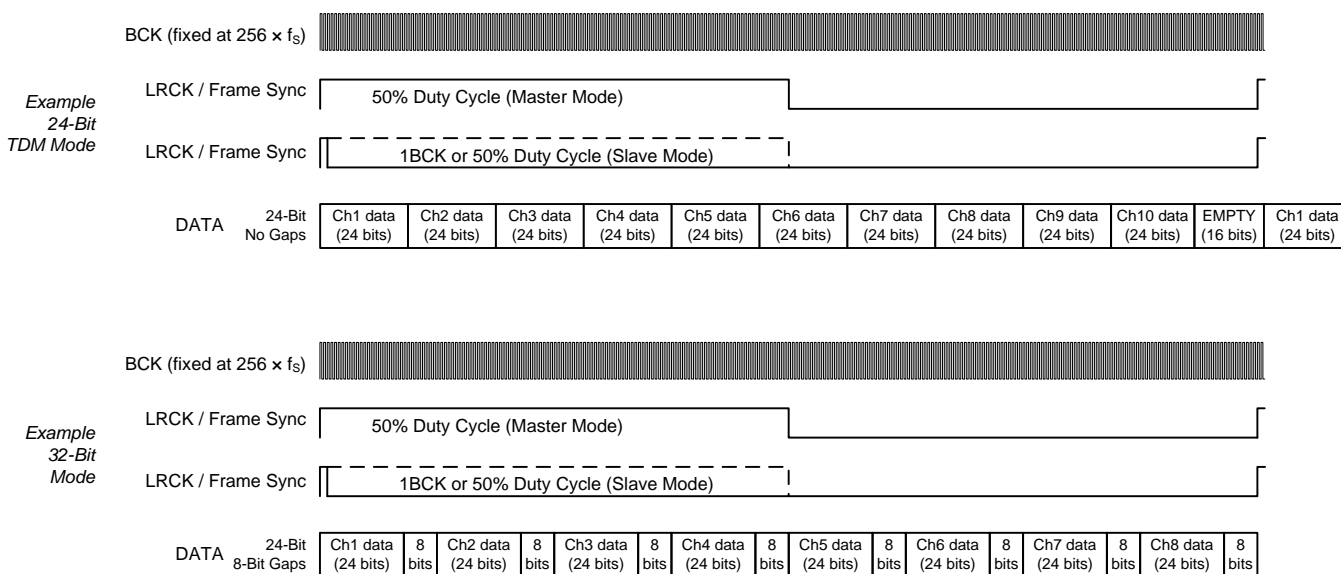 BCK (fixed at 256 × fS)
Example
24-Bit
TDM Mode
LRCK / Frame Sync
50% Duty Cycle (Master Mode)
LRCK / Frame Sync
1BCK or 50% Duty Cycle (Slave Mode)
DATA
24-Bit
No Gaps
Ch1 data
(24 bits)
Ch2 data
(24 bits)
Ch3 data
(24 bits)
Ch4 data
(24 bits)
Ch5 data
(24 bits)
Ch6 data
(24 bits)
Ch7 data
(24 bits)
Ch8 data
(24 bits)
Ch9 data
(24 bits)
Ch10 data
(24 bits)
EMPTY
(16 bits)
Ch1 data
(24 bits)
BCK (fixed at 256 × fS)
Example
32-Bit
Mode
LRCK / Frame Sync
50% Duty Cycle (Master Mode)
LRCK / Frame Sync
1BCK or 50% Duty Cycle (Slave Mode)
DATA
24-Bit
8-Bit Gaps
Ch1 data
(24 bits)
8
bits
Ch2 data
(24 bits)
8
bits
Ch3 data
(24 bits)
8
bits
Ch4 data
(24 bits)
8
bits
Ch5 data
(24 bits)
8
bits
Ch6 data
(24 bits)
8
bits
Ch7 data
(24 bits)
8
bits
Ch8 data
(24 bits)
8
bits